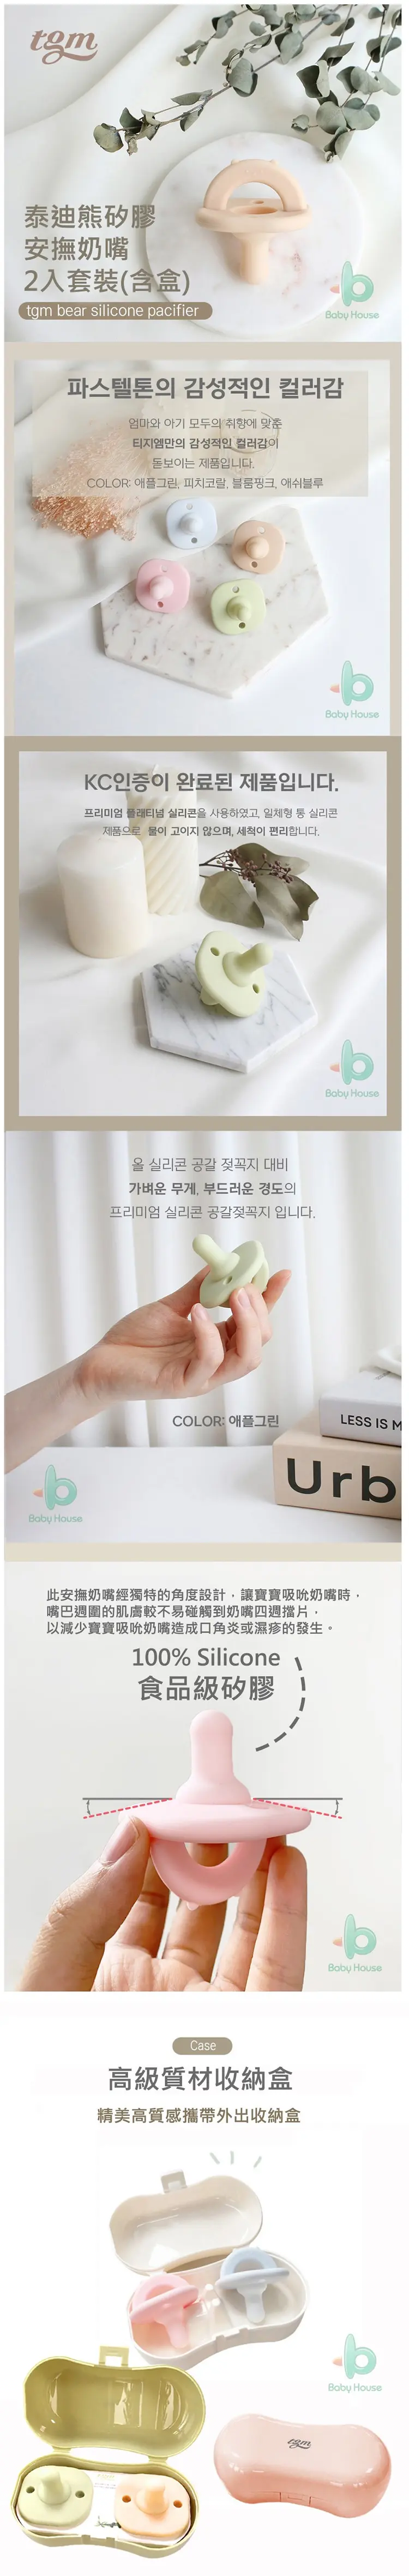 tgm
泰迪熊矽膠
安撫奶嘴
2入套裝(含盒)
tgm bear silicone pacifier
Baby House
파스텔톤의 감성적인 컬러감
엄마와 아기 모두의 취향에 맞춘
티지엠만의 감성적인 컬러감이
돋보이는 제품입니다.
COLOR: 애플그린, 피치코랄, 블룸핑크, 애쉬블루
Baby House
KC인증이 완료된 제품입니다.
프리미엄 플래티넘 실리콘을 사용하였고, 일체형 통 실리콘
제품으로 물이 고이지 않으며, 세척이 편리합니다.
Baby House
올 실리콘 공갈 젖꼭지 대비
가벼운 무게, 부드러운 경도의
프리미엄 실리콘 공갈젖꼭지 입니다.
COLOR: 애플그린
LESS IS M
Urb
Baby House
此安撫奶嘴經獨特的角度設計，讓寶寶吸吮奶嘴時，
嘴巴週圍的肌膚較不易碰觸到奶嘴四週擋片，
以減少寶寶吸吮奶嘴造成口角炎或濕疹的發生。
100% Silicone
食品級矽膠
Baby House
Case
高級質材收納盒
精美高質感攜帶外出收納盒
Baby House
tgm